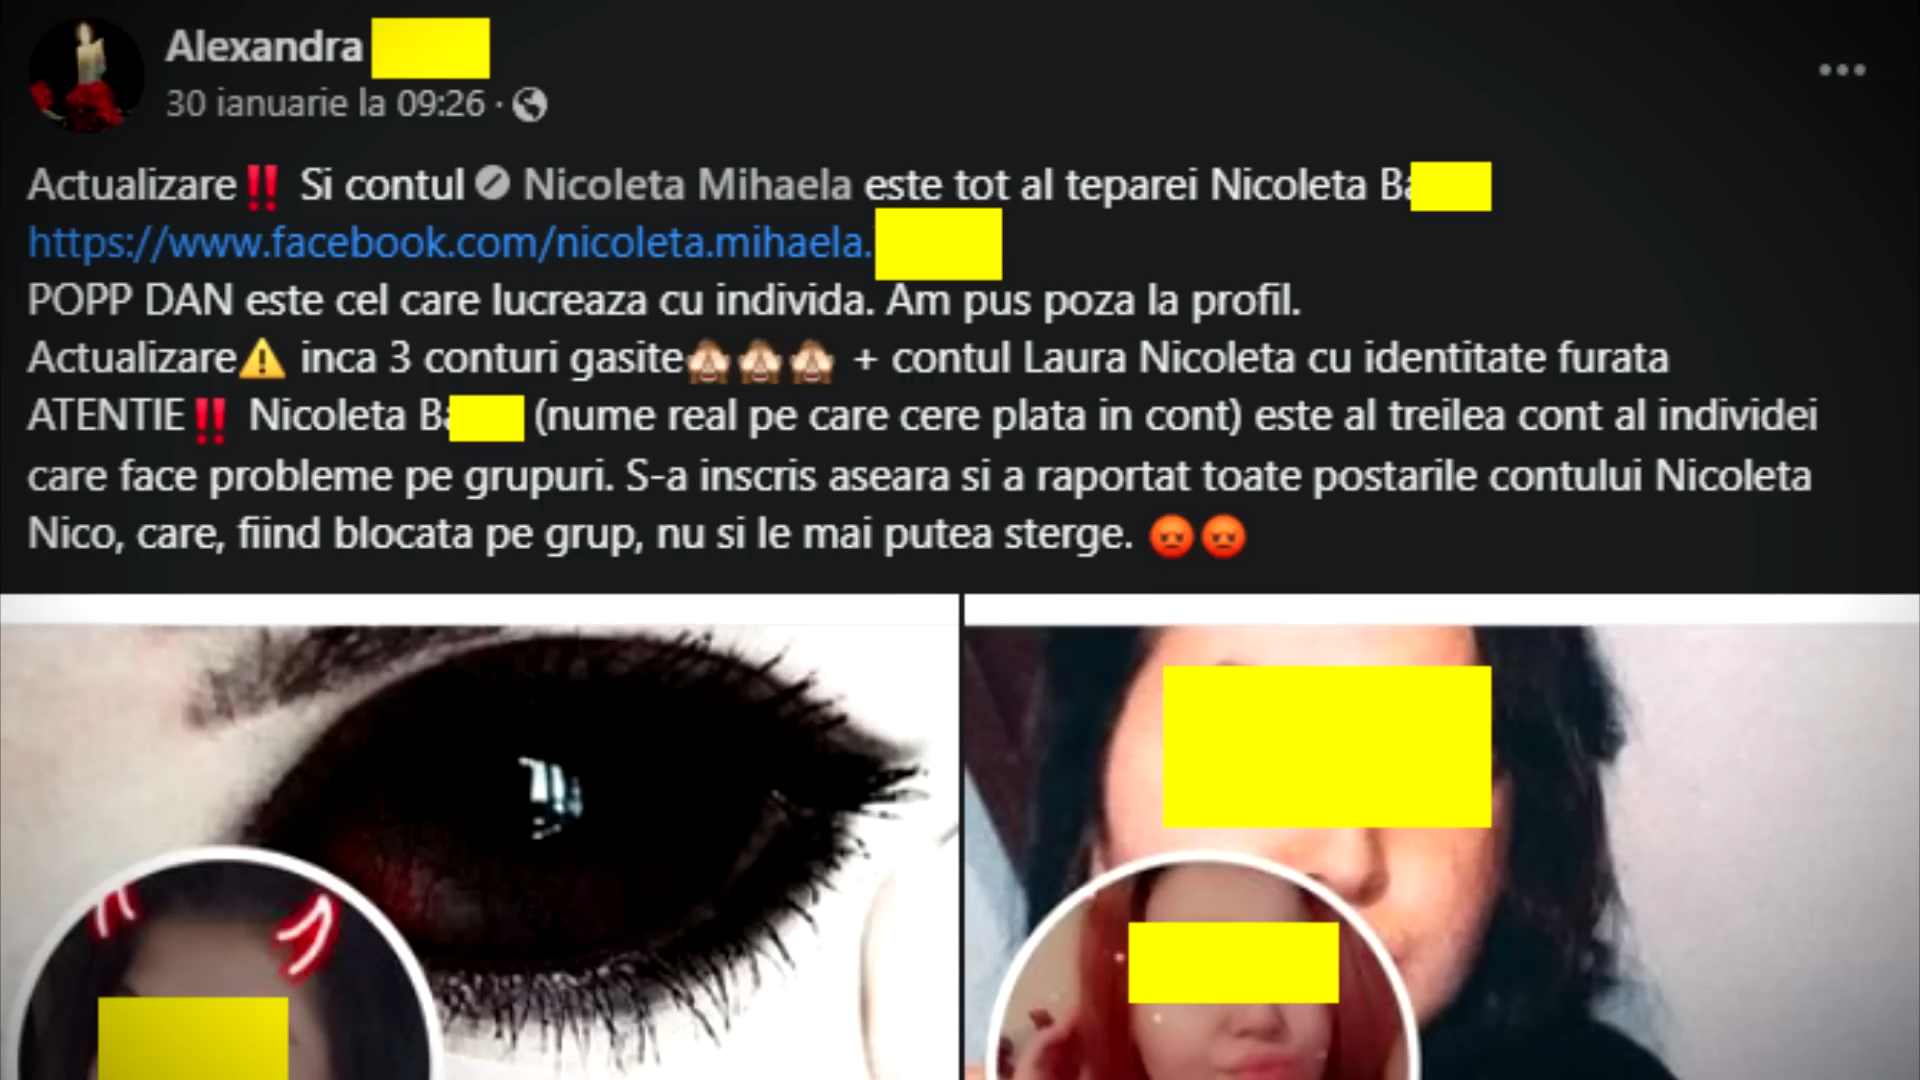 Alexandra
30 ianuarie la 09:26 ·
Actualizare‼️ Si contul Nicoleta Mihaela este tot al teparei Nicoleta Ba
https://www.facebook.com/nicoleta.mihaela.
POPP DAN este cel care lucreaza cu individa. Am pus poza la profil.
Actualizare⚠️ inca 3 conturi gasite🙈🙈🙈 + contul Laura Nicoleta cu identitate furata
ATENTIE‼️ Nicoleta Ba (nume real pe care cere plata in cont) este al treilea cont al individei
care face probleme pe grupuri. S-a inscris aseara si a raportat toate postarile contului Nicoleta
Nico, care, fiind blocata pe grup, nu si le mai putea sterge. 😡😡